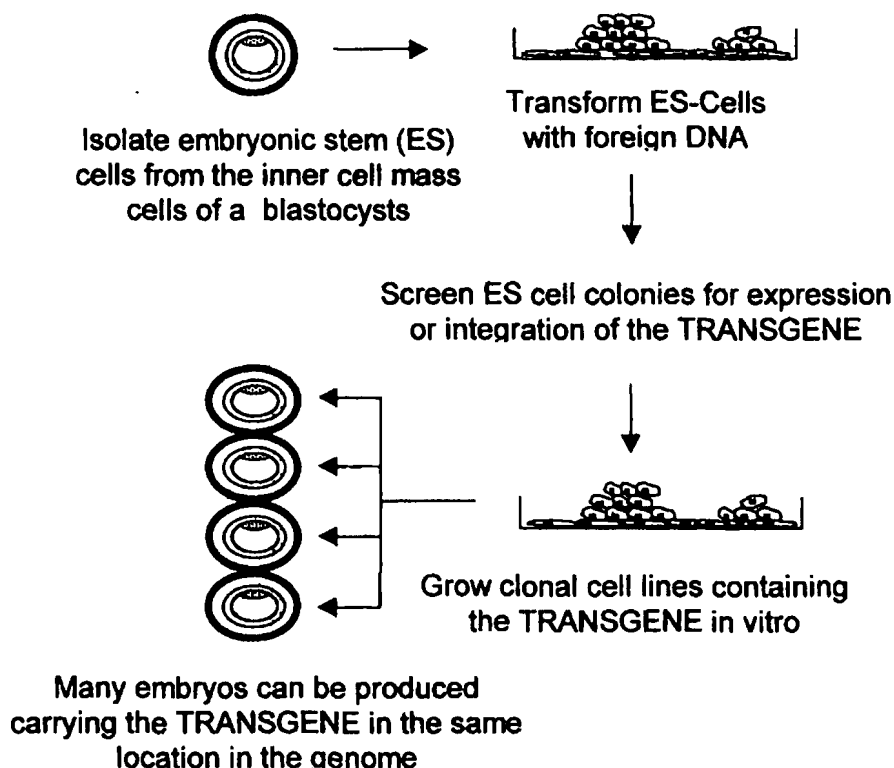 Isolate embryonic stem (ES)
cells from the inner cell mass
cells of a blastocysts
Transform ES-Cells
with foreign DNA
Screen ES cell colonies for expression
or integration of the TRANSGENE
Grow clonal cell lines containing
the TRANSGENE in vitro
Many embryos can be produced
carrying the TRANSGENE in the same
location in the genome